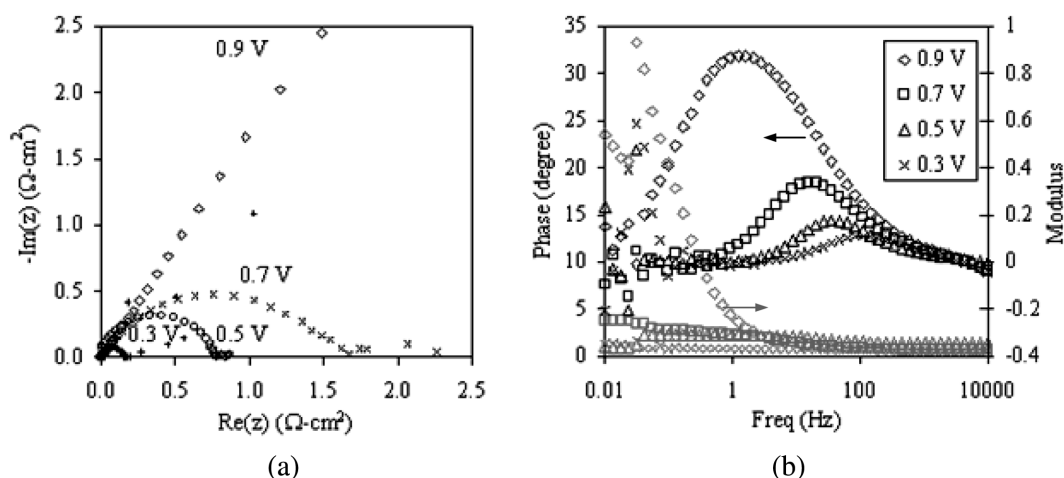 2.5
2.0
1.5
1.0
0.5
0.0
-Im(z) (Ω-cm²)
0.9 V
0.7 V
0.3 V
0.5 V
0.0 0.5 1.0 1.5 2.0 2.5
Re(z) (Ω-cm²)
(a)
35
30
25
20
15
10
5
0
Phase (degree)
0.9 V
0.7 V
0.5 V
0.3 V
1
0.8
0.6
0.4
0.2
0
-0.2
-0.4
Modulus
0.01 1 100 10000
Freq (Hz)
(b)